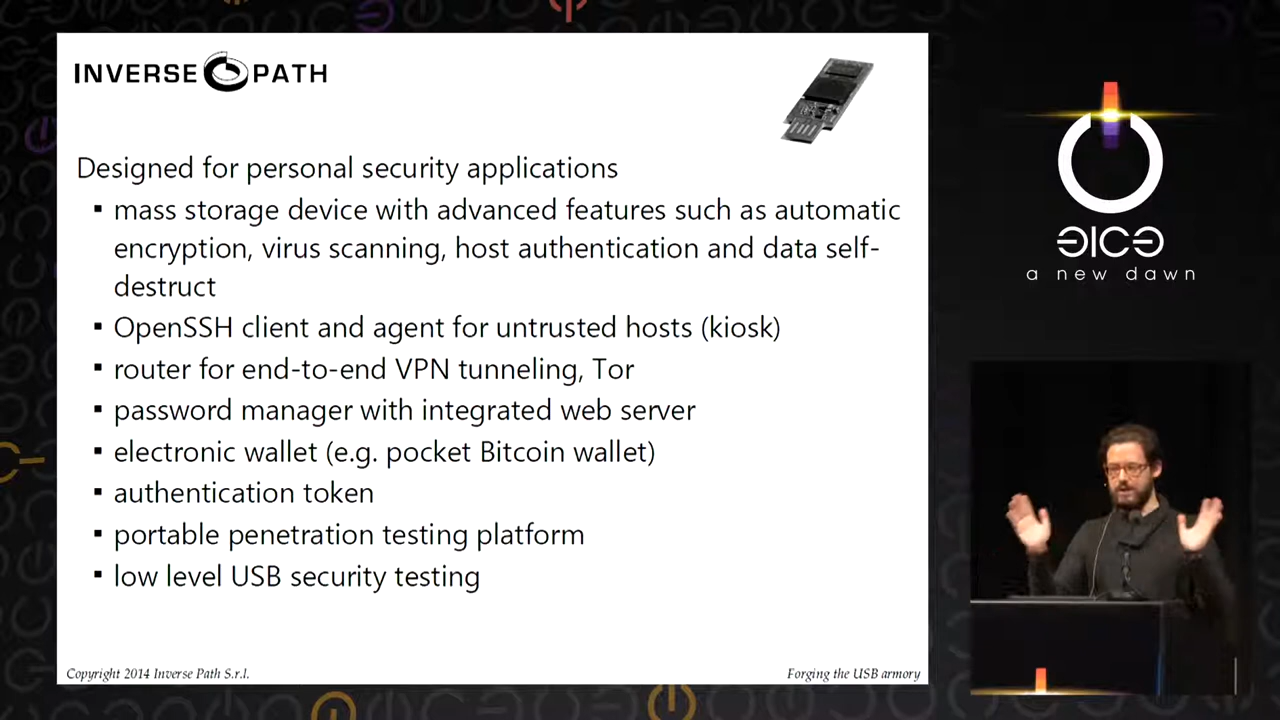 INVERSE PATH
Designed for personal security applications
▪ mass storage device with advanced features such as automatic
encryption, virus scanning, host authentication and data self-
destruct
▪ OpenSSH client and agent for untrusted hosts (kiosk)
▪ router for end-to-end VPN tunneling, Tor
▪ password manager with integrated web server
▪ electronic wallet (e.g. pocket Bitcoin wallet)
▪ authentication token
▪ portable penetration testing platform
▪ low level USB security testing
Copyright 2014 Inverse Path S.r.l.
Forging the USB armory
a new dawn